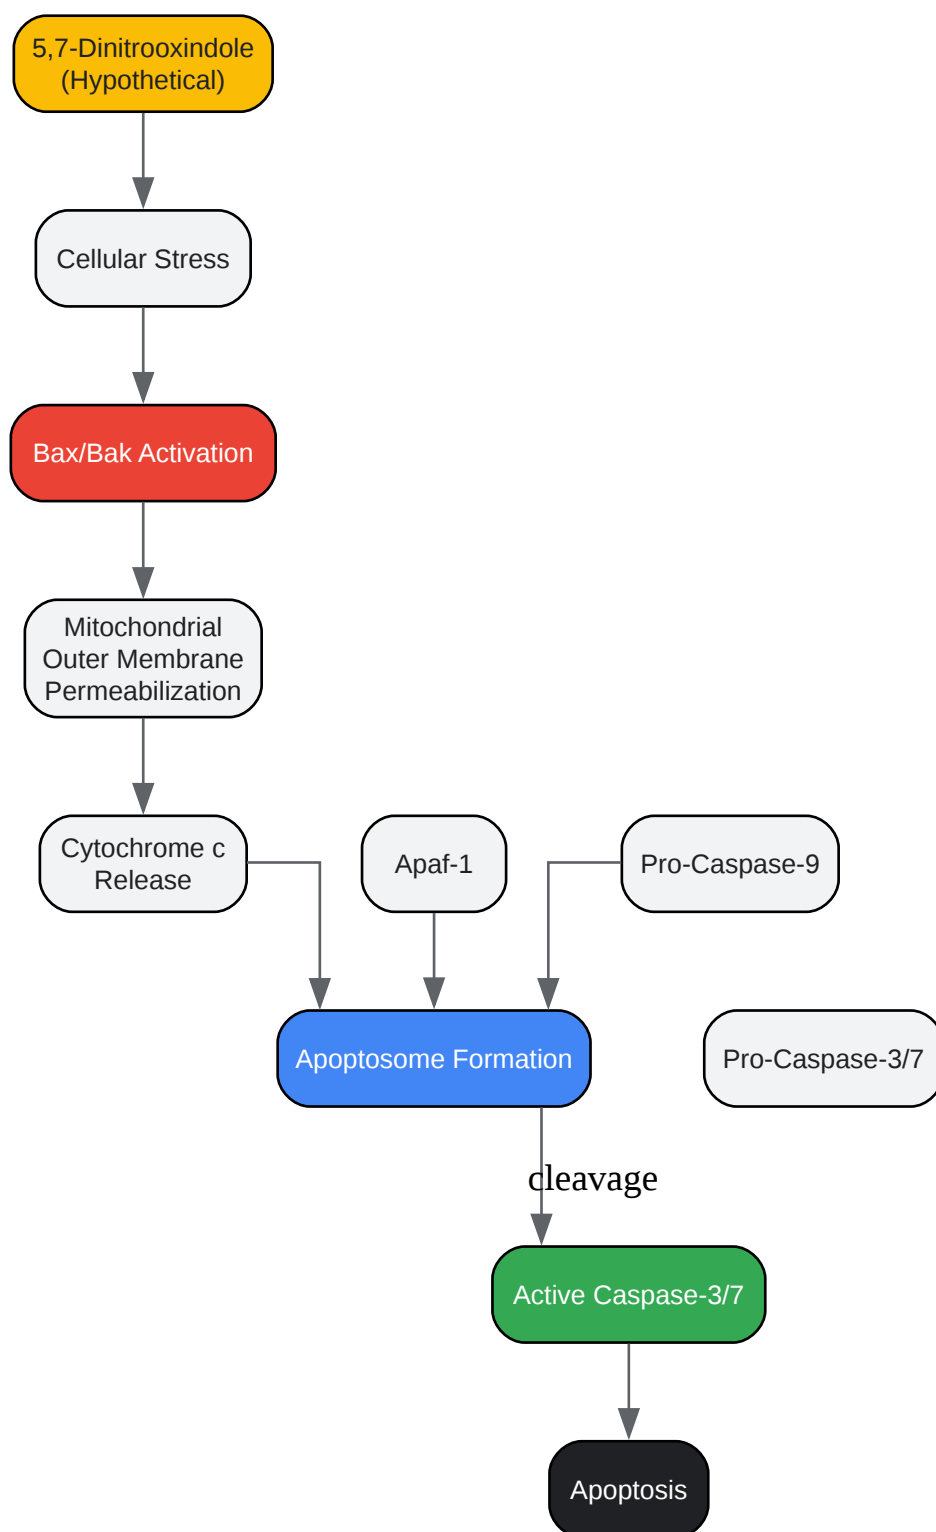 5,7-Dinitrooxindole
(Hypothetical)
Cellular Stress
Bax/Bak Activation
Mitochondrial
Outer Membrane
Permeabilization
Cytochrome c
Release
Apaf-1
Pro-Caspase-9
Apoptosome Formation
Pro-Caspase-3/7
cleavage
Active Caspase-3/7
Apoptosis